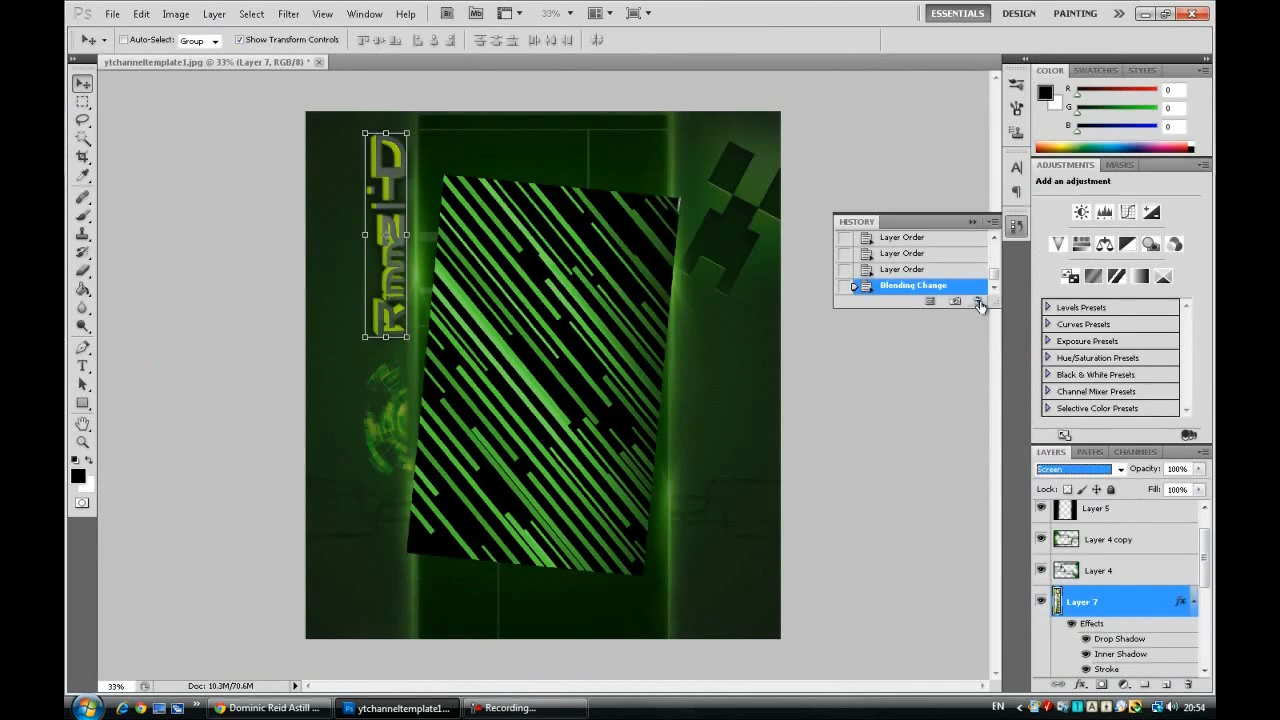 Ps File Edit Image Layer Select Filter View Window Help Br Mb 33% ESSENTIALS DESIGN PAINTING
Auto-Select: Group Show Transform Controls
ytchanneltemplate1.jpg @ 33% (Layer 7, RGB/8) *
COLOR SWATCHES STYLES
R 0
G 0
B 0
ADJUSTMENTS MASKS
Add an adjustment
HISTORY
Layer Order
Layer Order
Layer Order
Blending Change
Levels Presets
Curves Presets
Exposure Presets
Hue/Saturation Presets
Black & White Presets
Channel Mixer Presets
Selective Color Presets
LAYERS PATHS CHANNELS
Screen Opacity: 100%
Lock: Fill: 100%
Layer 5
Layer 4 copy
Layer 4
Layer 7 fx
Effects
Drop Shadow
Inner Shadow
Stroke
33% Doc: 10.3M/70.6M
Dominic Reid Astill ... ytchanneltemplate1... Recording... EN 20:54